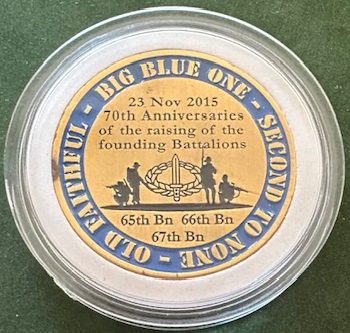 BIG BLUE ONE - SECOND TO NONE - OLD FAITHFUL -
23 Nov 2015
70th Anniversaries
of the raising of the
founding Battalions
65th Bn 66th Bn
67th Bn